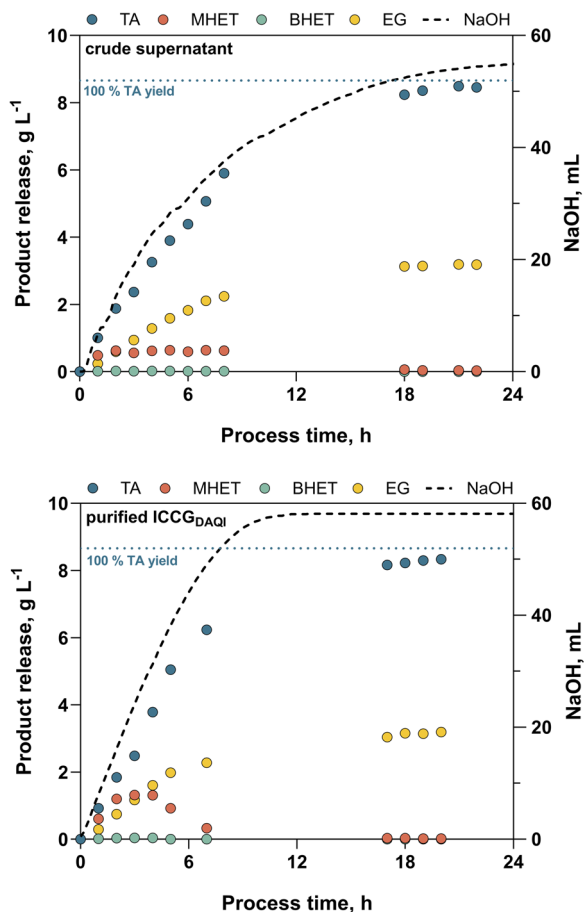 TA MHET BHET EG NaOH
crude supernatant
100 % TA yield
Product release, g L⁻¹
NaOH, mL
10
8
6
4
2
0
60
40
20
0
0 6 12 18 24
Process time, h
TA MHET BHET EG NaOH
purified ICCG_DAQI
100 % TA yield
Product release, g L⁻¹
NaOH, mL
10
8
6
4
2
0
60
40
20
0
0 6 12 18 24
Process time, h